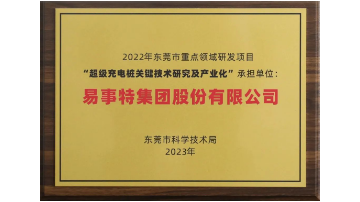 2022年东莞市重点领域研发项目
“超级充电桩关键技术研究及产业化”承担单位：
易事特集团股份有限公司
东莞市科学技术局
2023年